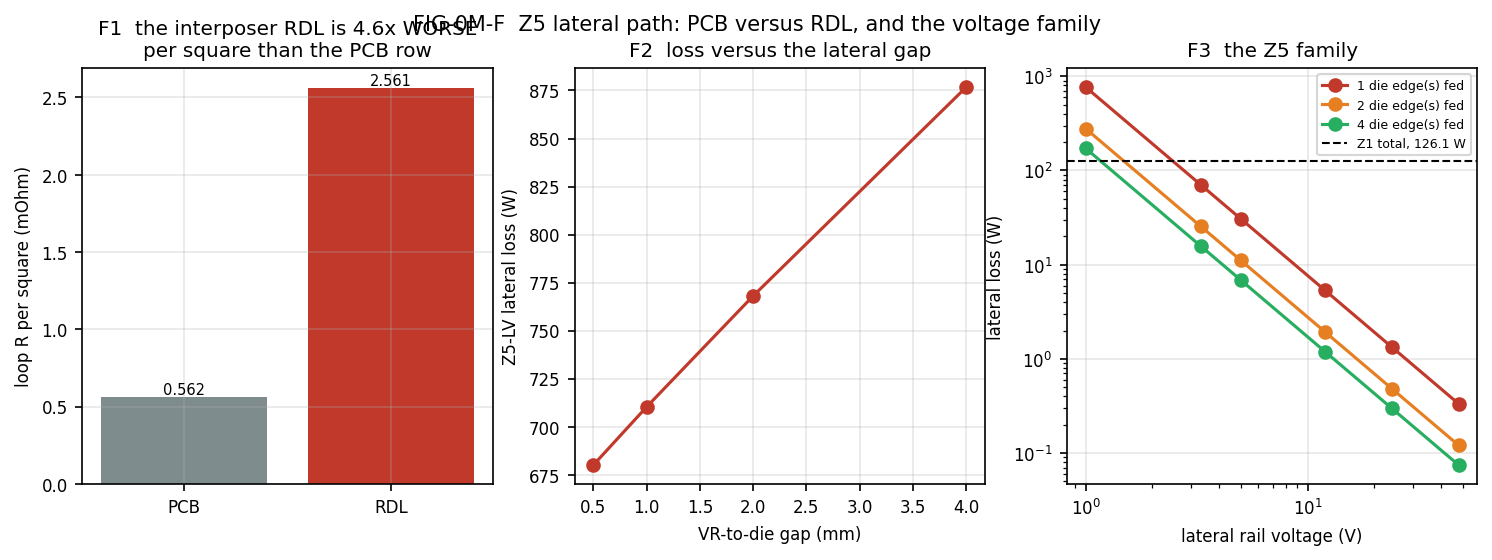 FIG-0M-F  Z5 lateral path: PCB versus RDL, and the voltage family
F1  the interposer RDL is 4.6x WORSE
per square than the PCB row
loop R per square (mOhm)
2.5
2.0
1.5
1.0
0.5
0.0
0.562
2.561
PCB
RDL
F2  loss versus the lateral gap
Z5-LV lateral loss (W)
875
850
825
800
775
750
725
700
675
0.5
1.0
1.5
2.0
2.5
3.0
3.5
4.0
VR-to-die gap (mm)
F3  the Z5 family
lateral loss (W)
10³
10²
10¹
10⁰
10⁻¹
1 die edge(s) fed
2 die edge(s) fed
4 die edge(s) fed
Z1 total, 126.1 W
10⁰
10¹
lateral rail voltage (V)